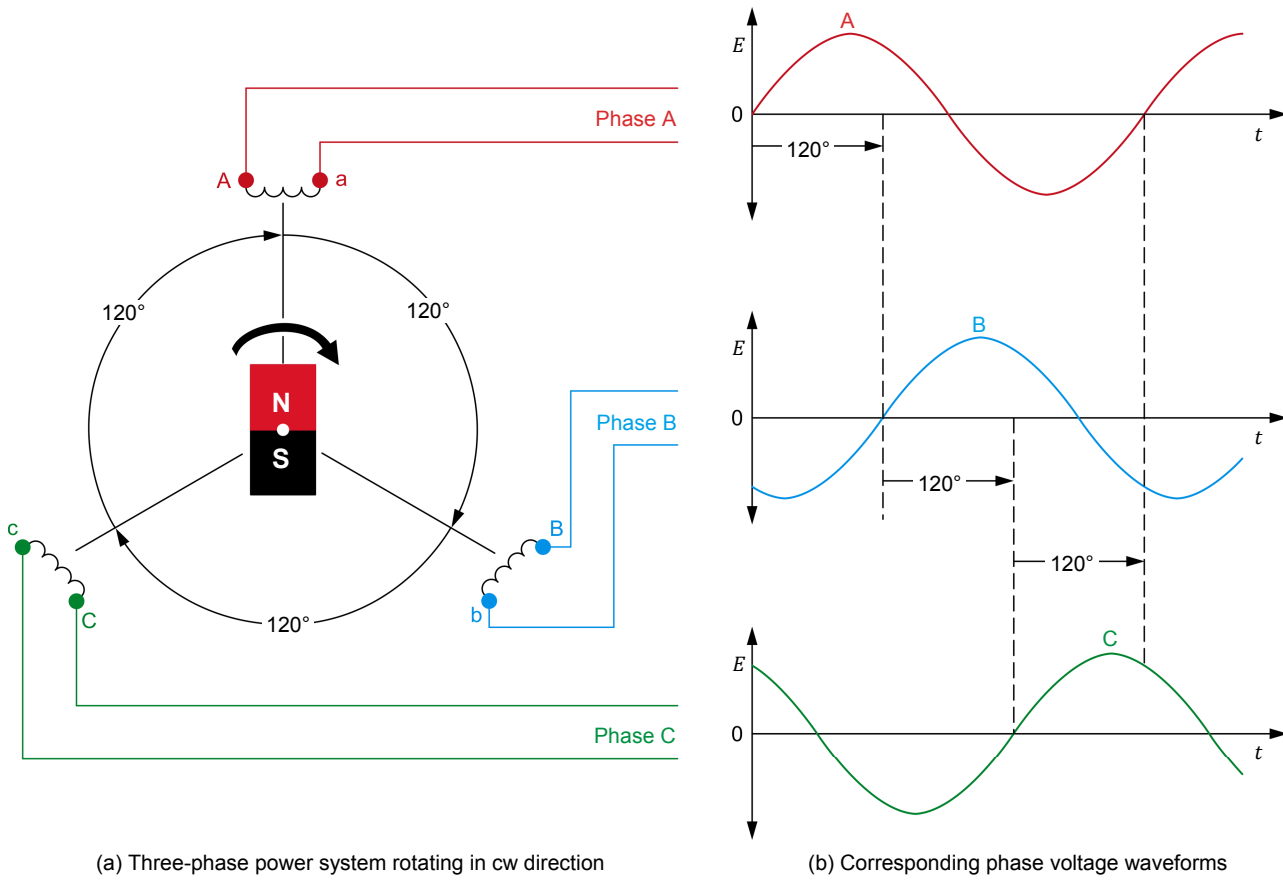 Phase A
A
a
120°
120°
N
S
Phase B
B
b
c
C
120°
Phase C
(a) Three-phase power system rotating in cw direction
E
A
0
t
120°
E
B
0
t
120°
120°
E
C
0
t
(b) Corresponding phase voltage waveforms